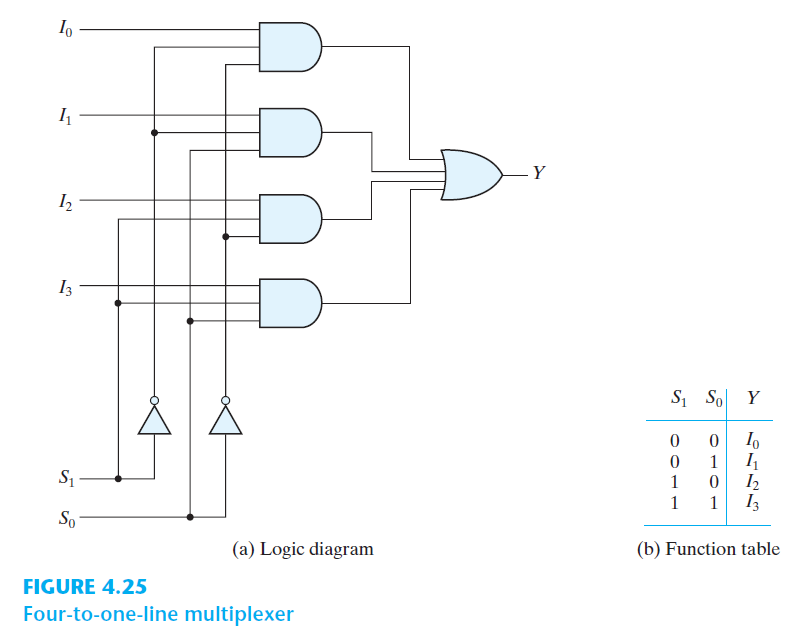 I₀
I₁
Y
I₂
I₃
S₁ S₀ Y
0 0 I₀
0 1 I₁
1 0 I₂
1 1 I₃
S₁
S₀
(a) Logic diagram
(b) Function table
FIGURE 4.25
Four-to-one-line multiplexer